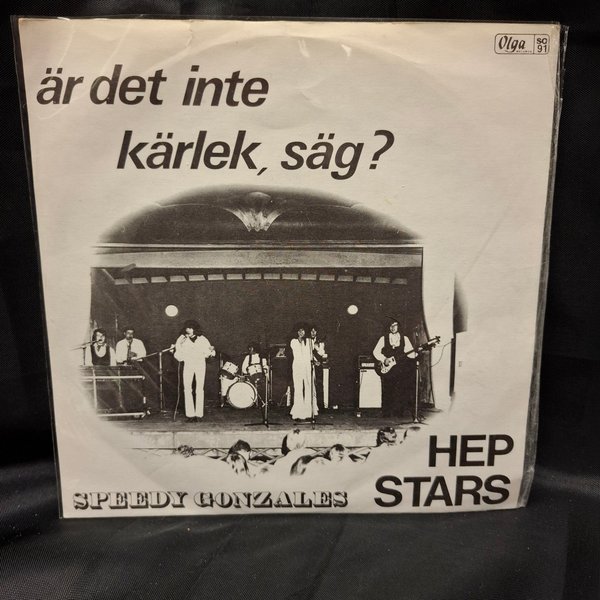 Olga
SO
91
är det inte
kärlek, säg?
HEP
STARS
SPEEDY GONZALES